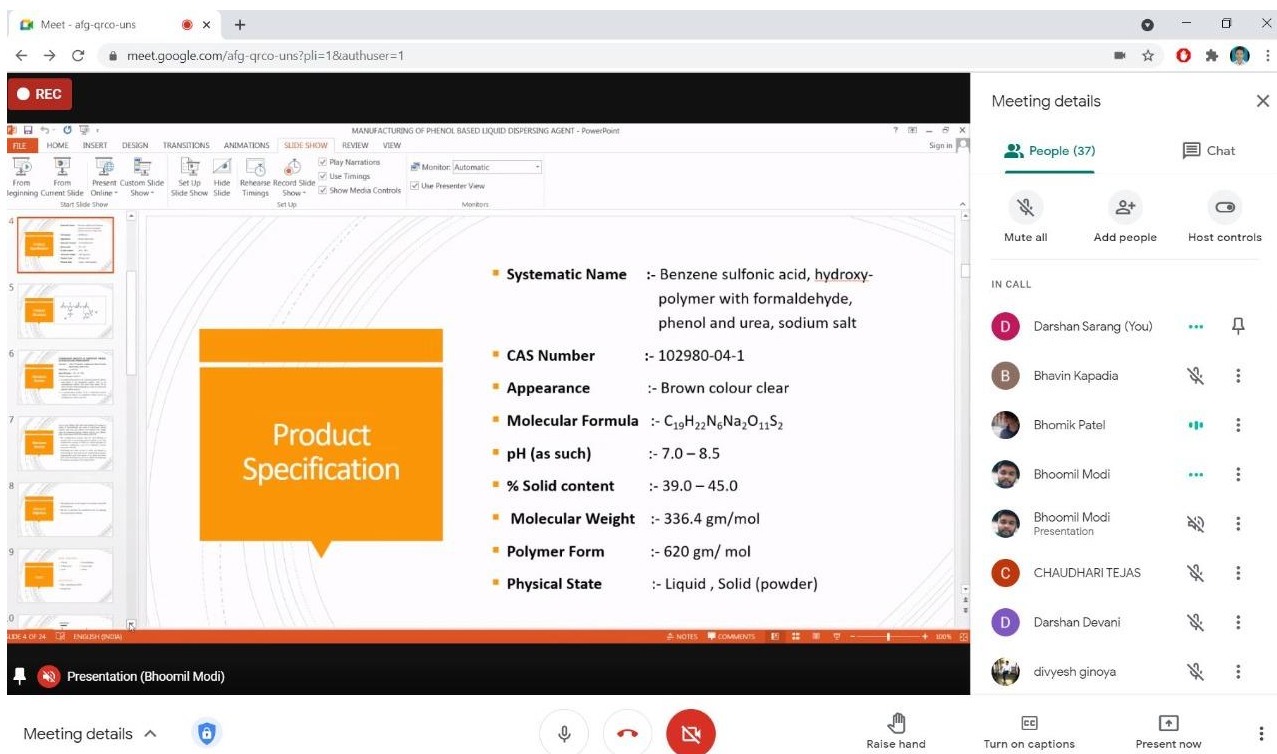 Meet - afg-qrco-uns
meet.google.com/afg-qrco-uns?pli=1&authuser=1
REC
MANUFACTURING OF PHENOL BASED LIQUID DISPERSING AGENT - PowerPoint
FILE HOME INSERT DESIGN TRANSITIONS ANIMATIONS SLIDE SHOW REVIEW VIEW
Sign in
From Beginning
From Current Slide
Present Online
Custom Slide Show
Set Up Slide Show
Hide Slide
Rehearse Timings
Record Slide Show
Play Narrations
Use Timings
Show Media Controls
Monitor: Automatic
Use Presenter View
Start Slide Show
Set Up
Monitors
4
5
6
7
8
9
Product
Specification
Systematic Name :- Benzene sulfonic acid, hydroxy-
polymer with formaldehyde,
phenol and urea, sodium salt
CAS Number :- 102980-04-1
Appearance :- Brown colour clear
Molecular Formula :- C₁₉H₂₂N₆Na₂O₁₁S₂
pH (as such) :- 7.0 – 8.5
% Solid content :- 39.0 – 45.0
Molecular Weight :- 336.4 gm/mol
Polymer Form :- 620 gm/ mol
Physical State :- Liquid , Solid (powder)
SLIDE 4 OF 24 ENGLISH (INDIA)
NOTES COMMENTS 100%
Presentation (Bhoomil Modi)
Meeting details
People (37)
Chat
Mute all
Add people
Host controls
IN CALL
D Darshan Sarang (You)
B Bhavin Kapadia
Bhomik Patel
Bhoomil Modi
Bhoomil Modi
Presentation
C CHAUDHARI TEJAS
D Darshan Devani
divyesh ginoya
Meeting details
Raise hand
CC
Turn on captions
Present now